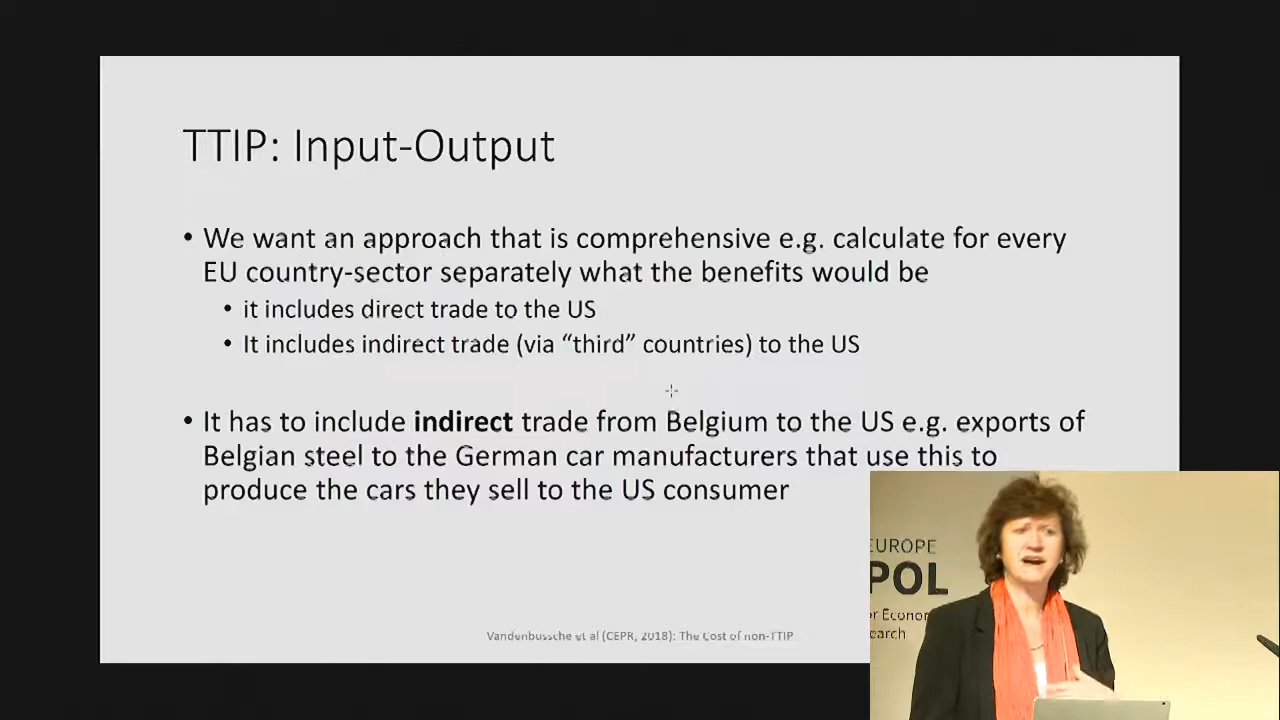 TTIP: Input-Output
• We want an approach that is comprehensive e.g. calculate for every
EU country-sector separately what the benefits would be
• it includes direct trade to the US
• It includes indirect trade (via “third” countries) to the US
• It has to include indirect trade from Belgium to the US e.g. exports of
Belgian steel to the German car manufacturers that use this to
produce the cars they sell to the US consumer
Vandenbussche et al (CEPR, 2018): The Cost of non-TTIP
EUROPE
POL
or Econo
earch